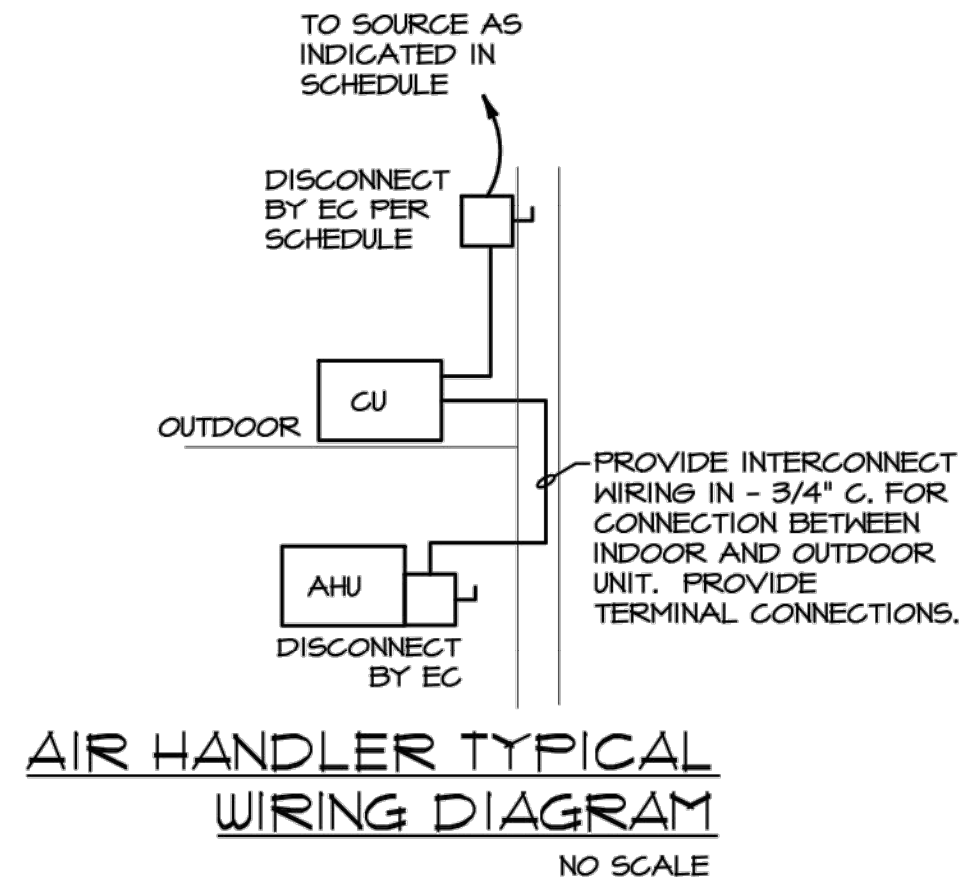 TO SOURCE AS
INDICATED IN
SCHEDULE
DISCONNECT
BY EC PER
SCHEDULE
CU
OUTDOOR
PROVIDE INTERCONNECT
WIRING IN - 3/4" C. FOR
CONNECTION BETWEEN
INDOOR AND OUTDOOR
UNIT. PROVIDE
TERMINAL CONNECTIONS.
AHU
DISCONNECT
BY EC
AIR HANDLER TYPICAL
WIRING DIAGRAM
NO SCALE